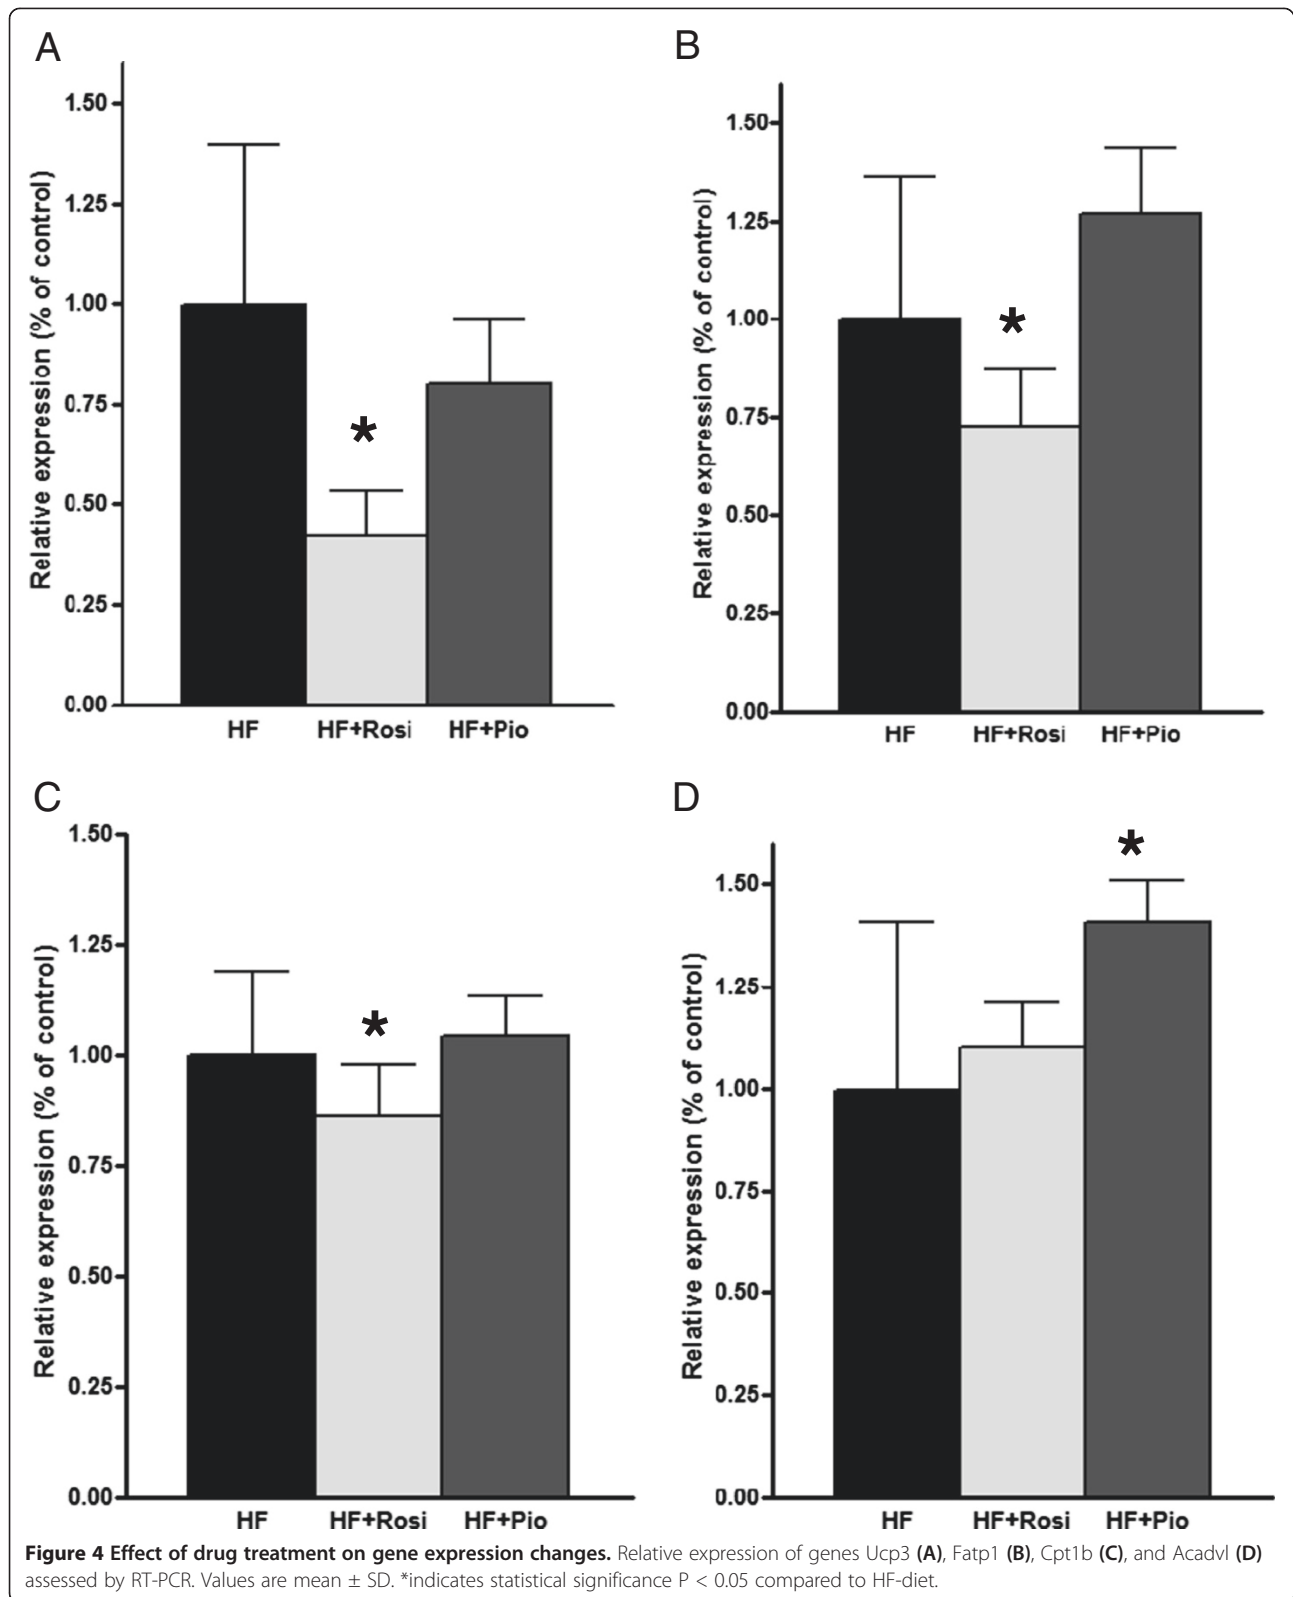 A
Relative expression (% of control)
1.50
1.25
1.00
0.75
0.50
0.25
0.00
*
HF HF+Rosi HF+Pio
B
Relative expression (% of control)
1.50
1.25
1.00
0.75
0.50
0.25
0.00
*
HF HF+Rosi HF+Pio
C
Relative expression (% of control)
1.50
1.25
1.00
0.75
0.50
0.25
0.00
*
HF HF+Rosi HF+Pio
D
Relative expression (% of control)
1.50
1.25
1.00
0.75
0.50
0.25
0.00
*
HF HF+Rosi HF+Pio
Figure 4 Effect of drug treatment on gene expression changes. Relative expression of genes Ucp3 (A), Fatp1 (B), Cpt1b (C), and Acadvl (D)
assessed by RT-PCR. Values are mean ± SD. *indicates statistical significance P < 0.05 compared to HF-diet.